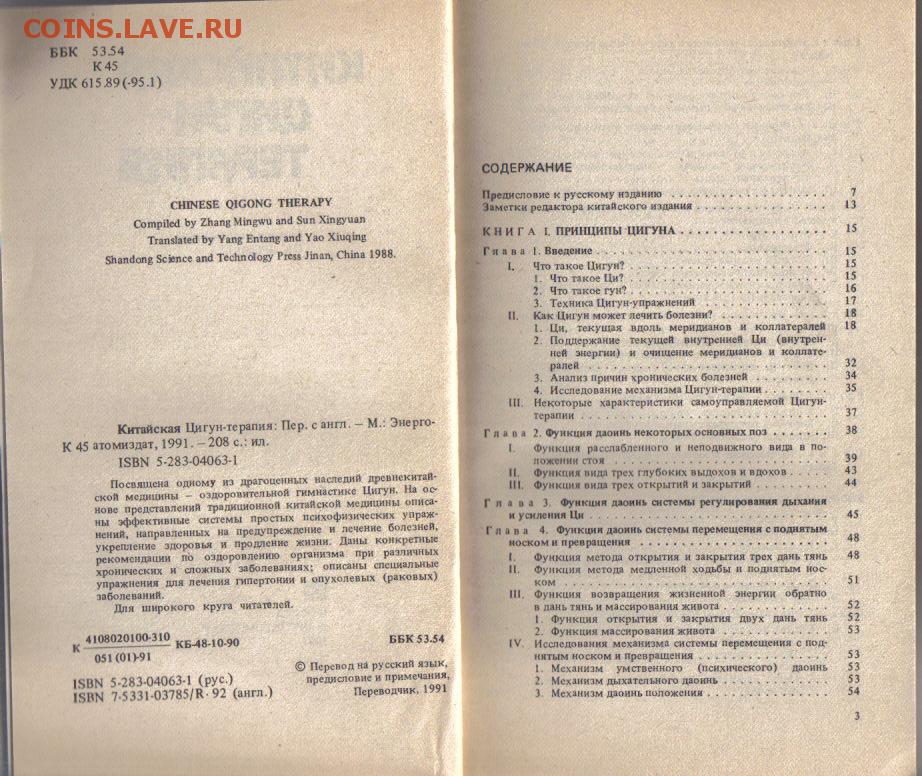 COINS.LAVE.RU
ББК 53.54
К 45
УДК 615.89(-95.1)
CHINESE QIGONG THERAPY
Compiled by Zhang Mingwu and Sun Xingyuan
Translated by Yang Entang and Yao Xiuqing
Shandong Science and Technology Press Jinan, China 1988.
Китайская Цигун-терапия: Пер. с англ. – М.: Энерго-
К 45 атомиздат, 1991. – 208 с.: ил.
ISBN 5-283-04063-1
Посвящена одному из драгоценных наследий древнекитай-
ской медицины – оздоровительной гимнастике Цигун. На ос-
нове представлений традиционной китайской медицины описа-
ны эффективные системы простых психофизических упраж-
нений, направленных на предупреждение и лечение болезней,
укрепление здоровья и продление жизни. Даны конкретные
рекомендации по оздоровлению организма при различных
хронических и сложных заболеваниях; описаны специальные
упражнения для лечения гипертонии и опухолевых (раковых)
заболеваний.
Для широкого круга читателей.
К 4108020100-310 КБ-48-10-90
051 (01)-91
ББК 53.54
ISBN 5-283-04063-1 (рус.)
ISBN 7-5331-03785/R· 92 (англ.)
© Перевод на русский язык,
предисловие и примечания,
Переводчик, 1991
СОДЕРЖАНИЕ
Предисловие к русскому изданию . . . . . . . . . . . . . . . . . . 7
Заметки редактора китайского издания . . . . . . . . . . . . . . . 13
КНИГА I. ПРИНЦИПЫ ЦИГУНА . . . . . . . . . . . . . . . . . 15
Глава 1. Введение . . . . . . . . . . . . . . . . . . . . . . . 15
I. Что такое Цигун? . . . . . . . . . . . . . . . . . . . . 15
1. Что такое Ци? . . . . . . . . . . . . . . . . . . . . 15
2. Что такое гун? . . . . . . . . . . . . . . . . . . . . 16
3. Техника Цигун-упражнений . . . . . . . . . . . . . 17
II. Как Цигун может лечить болезни? . . . . . . . . . . . 18
1. Ци, текущая вдоль меридианов и коллатералей 18
2. Поддержание текущей внутренней Ци (внутрен-
ней энергии) и очищение меридианов и коллате-
ралей . . . . . . . . . . . . . . . . . . . . . . . . 32
3. Анализ причин хронических болезней . . . . . . . . 34
4. Исследование механизма Цигун-терапии . . . . . . . 35
III. Некоторые характеристики самоуправляемой Цигун-
терапии . . . . . . . . . . . . . . . . . . . . . . . . 37
Глава 2. Функция даоинь некоторых основных поз . . . . . . . 38
I. Функция расслабленного и неподвижного вида в по-
ложении стоя . . . . . . . . . . . . . . . . . . . . . 39
II. Функция вида трех глубоких выдохов и вдохов . . . . 43
III. Функция вида трех открытий и закрытий . . . . . . . 44
Глава 3. Функция даоинь системы регулирования дыхания
и усиления Ци . . . . . . . . . . . . . . . . . . . . . . . . 45
Глава 4. Функция даоинь системы перемещения с поднятым
носком и превращения . . . . . . . . . . . . . . . . . . . . 48
I. Функция метода открытия и закрытия трех дань тянь 48
II. Функция метода медленной ходьбы и поднятым нос-
ком . . . . . . . . . . . . . . . . . . . . . . . . . . 51
III. Функция возвращения жизненной энергии обратно
в дань тянь и массирования живота . . . . . . . . . . 52
1. Функция открытия и закрытия двух дань тянь 52
2. Функция массирования живота . . . . . . . . . . . 53
IV. Исследования механизма системы перемещения с под-
нятым носком и превращения . . . . . . . . . . . . . 53
1. Механизм умственного (психического) даоинь 53
2. Механизм дыхательного даоинь . . . . . . . . . . . 53
3. Механизм даоинь положения . . . . . . . . . . . . 54
3